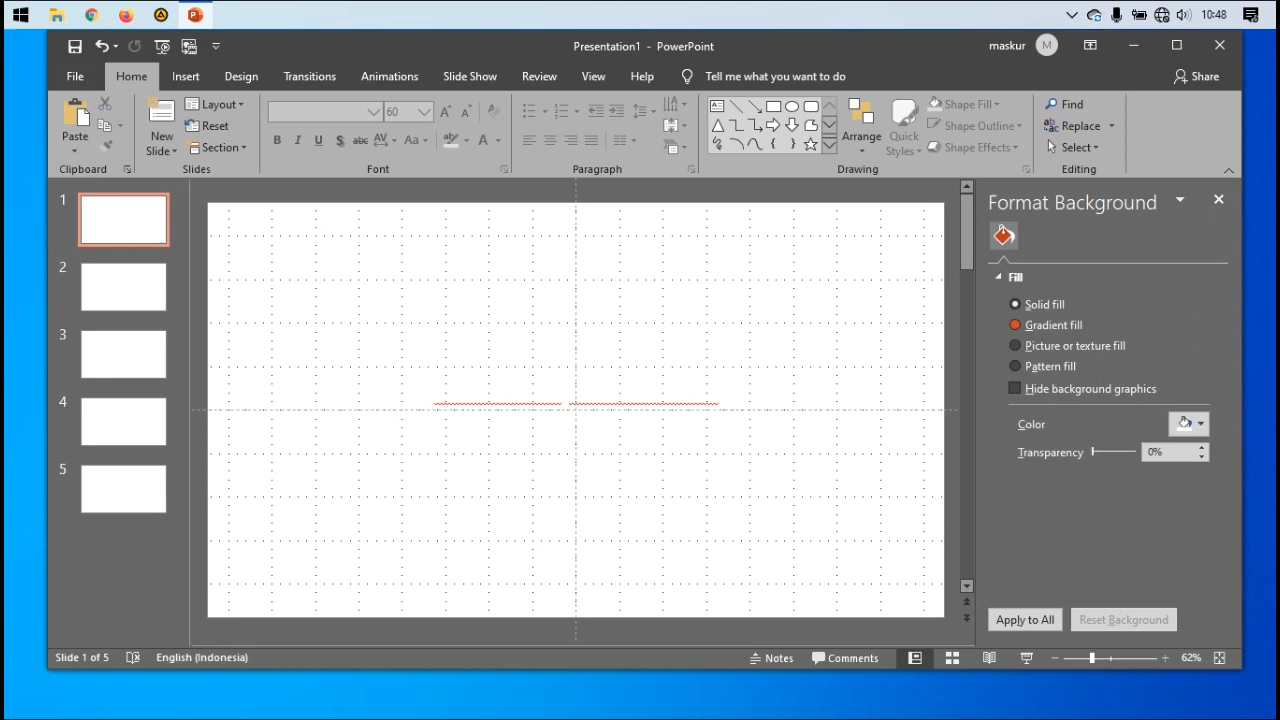 10:48
Presentation1 - PowerPoint
maskur
M
File Home Insert Design Transitions Animations Slide Show Review View Help Tell me what you want to do Share
Paste
New Slide
Layout
Reset
Section
60
B I U S abc AV Aa A
Arrange
Quick Styles
Shape Fill
Shape Outline
Shape Effects
Find
Replace
Select
Clipboard Slides Font Paragraph Drawing Editing
1
2
3
4
5
Format Background
Fill
Solid fill
Gradient fill
Picture or texture fill
Pattern fill
Hide background graphics
Color
Transparency 0%
Apply to All Reset Background
Slide 1 of 5 English (Indonesia) Notes Comments 62%